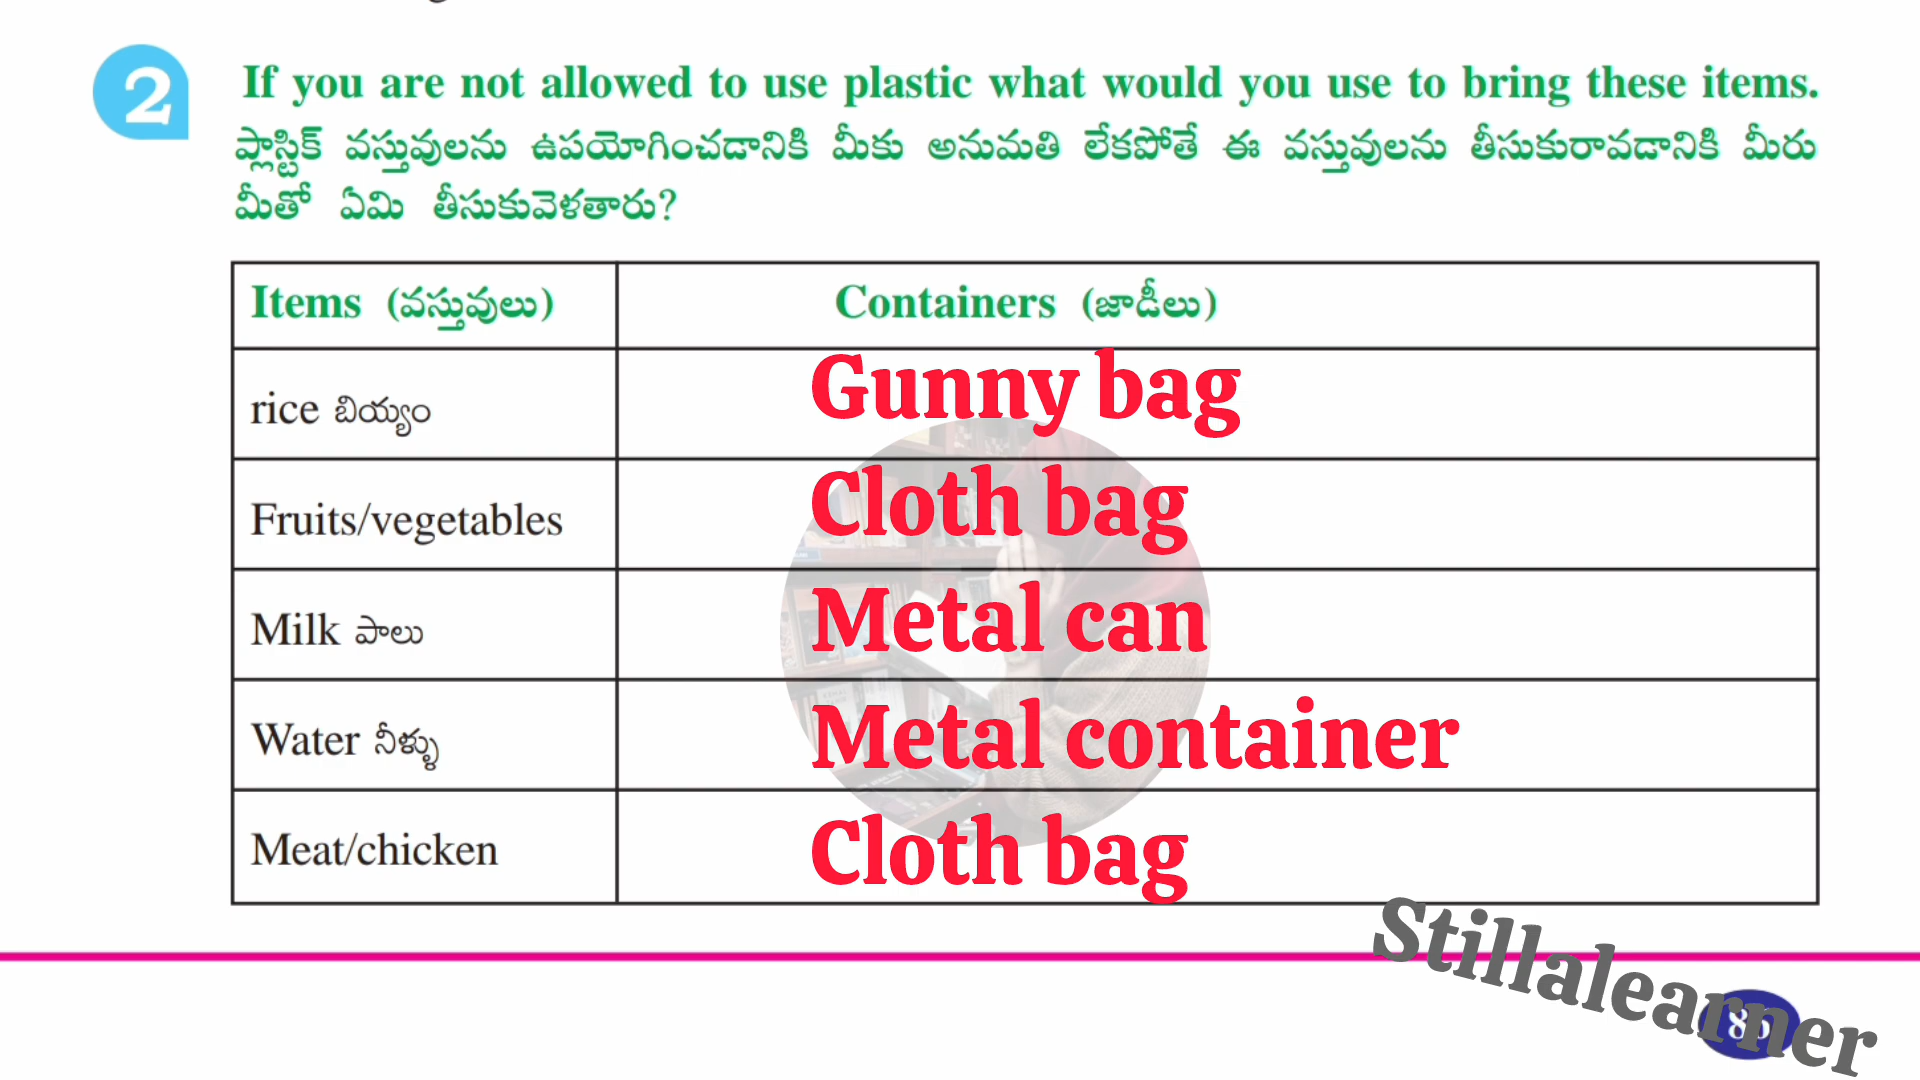 2
If you are not allowed to use plastic what would you use to bring these items.
ప్లాస్టిక్ వస్తువులను ఉపయోగించడానికి మీకు అనుమతి లేకపోతే ఈ వస్తువులను తీసుకురావడానికి మీరు
మీతో ఏమి తీసుకువెళతారు?
Items (వస్తువులు) Containers (జాడీలు)
rice బియ్యం Gunny bag
Fruits/vegetables Cloth bag
Milk పాలు Metal can
Water నీళ్ళు Metal container
Meat/chicken Cloth bag
Stillalearner